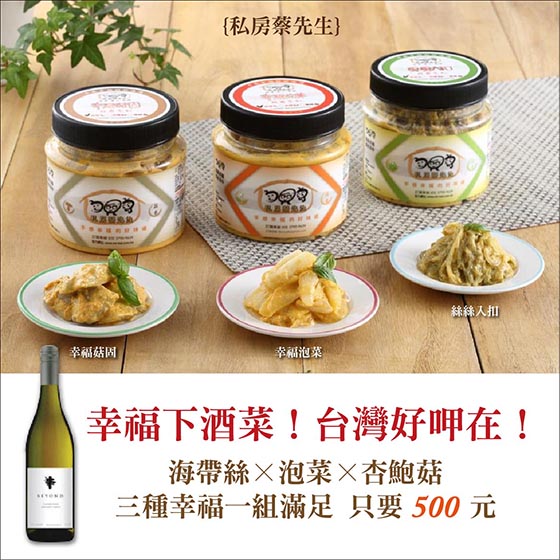 {私房蔡先生}
幸福菇固
幸福泡菜
絲絲入扣
BEYOND
幸福下酒菜！台灣好呷在！
海帶絲×泡菜×杏鮑菇
三種幸福一組滿足 只要 500 元